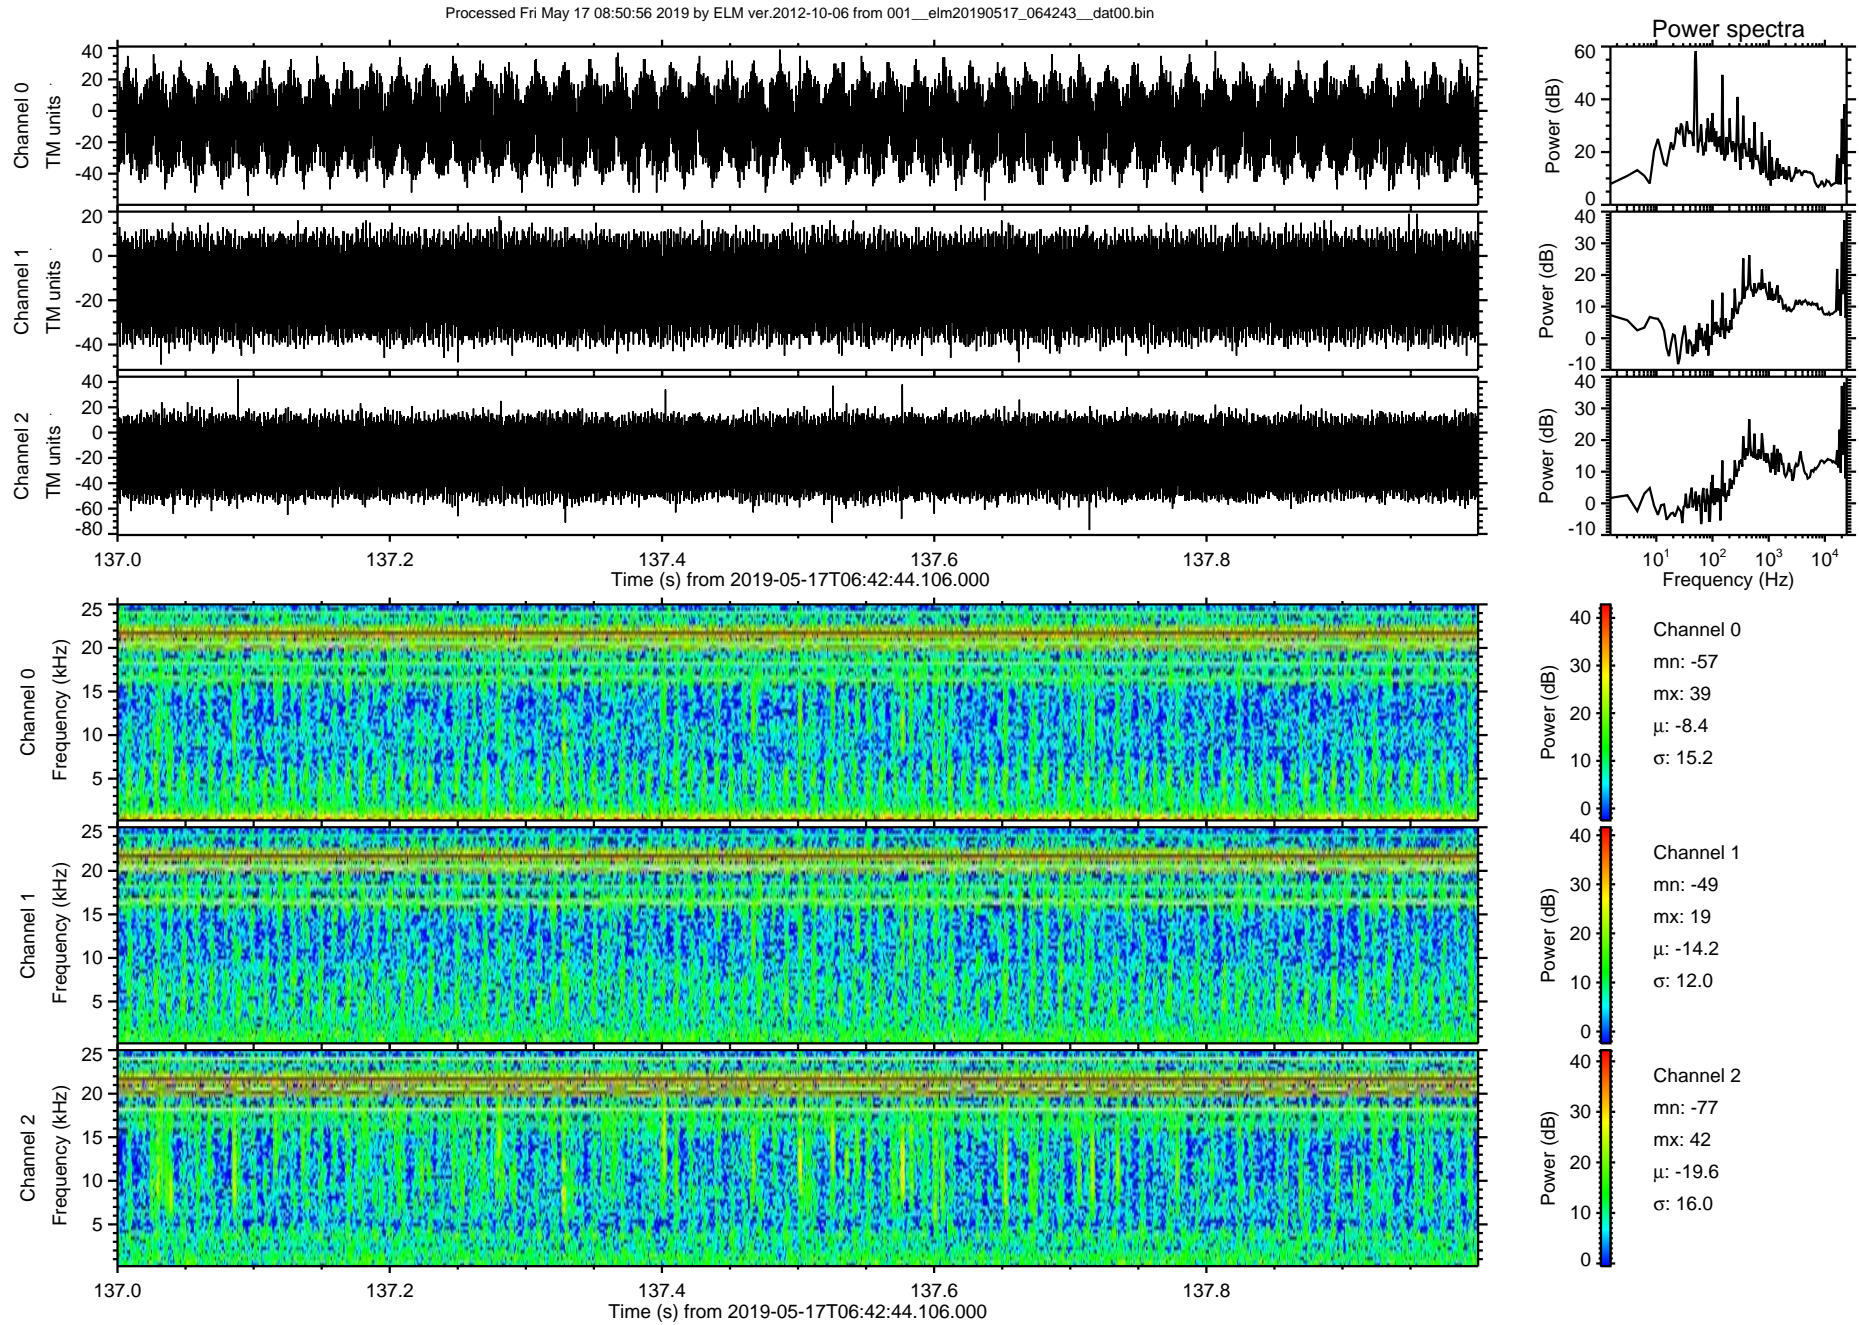 Processed Fri May 17 08:50:56 2019 by ELM ver.2012-10-06 from 001__elm20190517_064243__dat00.bin
Power spectra
Channel 0
TM units
40
20
0
-20
-40
Power (dB)
60
40
20
0
Channel 1
TM units
20
0
-20
-40
Power (dB)
40
30
20
10
0
-10
Channel 2
TM units
40
20
0
-20
-40
-60
-80
Power (dB)
40
30
20
10
0
-10
137.0 137.2 137.4 137.6 137.8
Time (s) from 2019-05-17T06:42:44.106.000
10¹ 10² 10³ 10⁴
Frequency (Hz)
Channel 0
Frequency (kHz)
25
20
15
10
5
Power (dB)
40
30
20
10
0
Channel 0
mn: -57
mx: 39
μ: -8.4
σ: 15.2
Channel 1
Frequency (kHz)
25
20
15
10
5
Power (dB)
40
30
20
10
0
Channel 1
mn: -49
mx: 19
μ: -14.2
σ: 12.0
Channel 2
Frequency (kHz)
25
20
15
10
5
Power (dB)
40
30
20
10
0
Channel 2
mn: -77
mx: 42
μ: -19.6
σ: 16.0
137.0 137.2 137.4 137.6 137.8
Time (s) from 2019-05-17T06:42:44.106.000